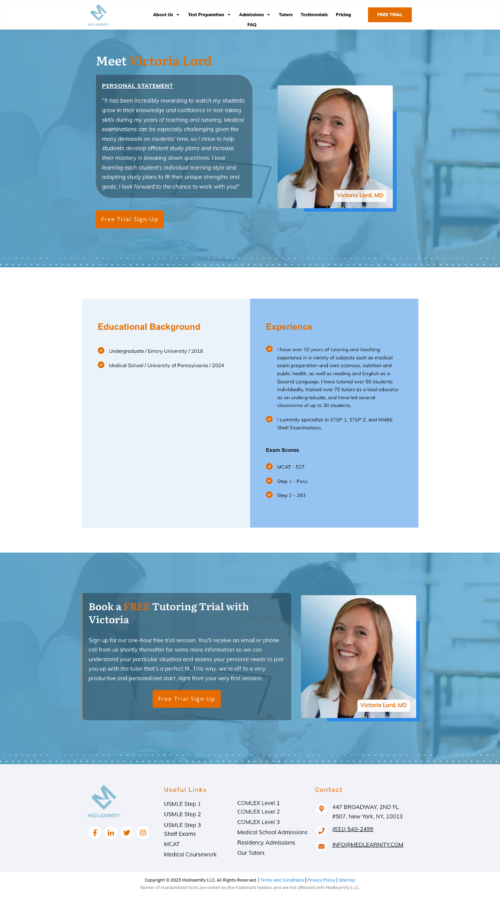 About Us
Test Preparation
Admissions
Tutors
Testimonials
Pricing
FREE TRIAL
MED LEARNITY
FAQ
Meet Victoria Lord
PERSONAL STATEMENT
"It has been incredibly rewarding to watch my students
grow in their knowledge and confidence in test-taking
skills during my years of teaching and tutoring. Medical
examinations can be especially challenging given the
many demands on students' time, so I strive to help
students develop efficient study plans and increase
their mastery in breaking down questions. I love
learning each student's individual learning style and
adapting study plans to fit their unique strengths and
goals. I look forward to the chance to work with you!"
Victoria Lord, MD
Free Trial Sign-Up
Educational Background
Undergraduate / Emory University / 2018
Medical School / University of Pennsylvania / 2024
Experience
I have over 10 years of tutoring and teaching
experience in a variety of subjects such as medical
exam preparation and core sciences, nutrition and
public health, as well as reading and English as a
Second Language. I have tutored over 50 students
individually, trained over 70 tutors as a lead educator
as an undergraduate, and have led several
classrooms of up to 30 students.
I currently specialize in STEP 1, STEP 2, and NMBE
Shelf Examinations.
Exam Scores
MCAT - 527
Step 1 - Pass
Step 2 - 283
Book a FREE Tutoring Trial with
Victoria
Sign up for our one-hour free trial session. You'll receive an email or phone
call from us shortly thereafter for some more information so we can
understand your particular situation and assess your personal needs to pair
you up with the tutor that's a perfect fit. This way, we're off to a very
productive and personalized start, right from your very first session.
Free Trial Sign-Up
Victoria Lord, MD
MED LEARNITY
Useful Links
USMLE Step 1
USMLE Step 2
USMLE Step 3
Shelf Exams
MCAT
Medical Coursework
COMLEX Level 1
COMLEX Level 2
COMLEX Level 3
Medical School Admissions
Residency Admissions
Our Tutors
Contact
447 BROADWAY, 2ND FL
#507, New York, NY, 10013
(631) 540-2499
INFO@MEDLEARNITY.COM
Copyright © 2023 Medlearnity LLC. All Rights Reserved. | Terms and Conditions | Privacy Policy | Sitemap
Names of standardized tests are owned by the trademark holders and are not affiliated with Medlearnity LLC.